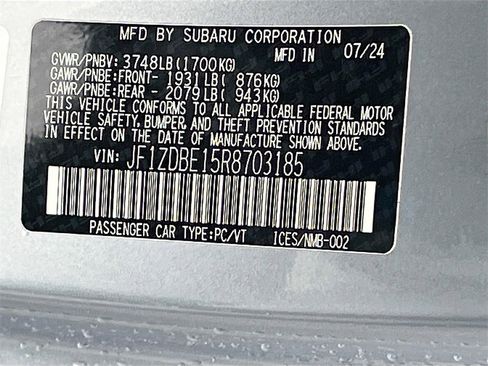 MFD BY SUBARU CORPORATION
MFD IN 07/24
GVWR/PNBV: 3748LB(1700KG)
GAWR/PNBE:FRONT- 1931LB( 876KG)
GAWR/PNBE:REAR - 2079LB( 943KG)
THIS VEHICLE CONFORMS TO ALL APPLICABLE FEDERAL MOTOR
VEHICLE SAFETY, BUMPER, AND THEFT PREVENTION
STANDARDS IN EFFECT ON THE DATE OF MANUFACTURE SHOWN ABOVE.
VIN: JF1ZDBE15R8703185
PASSENGER CAR TYPE:PC/VT ICES/NMB-002